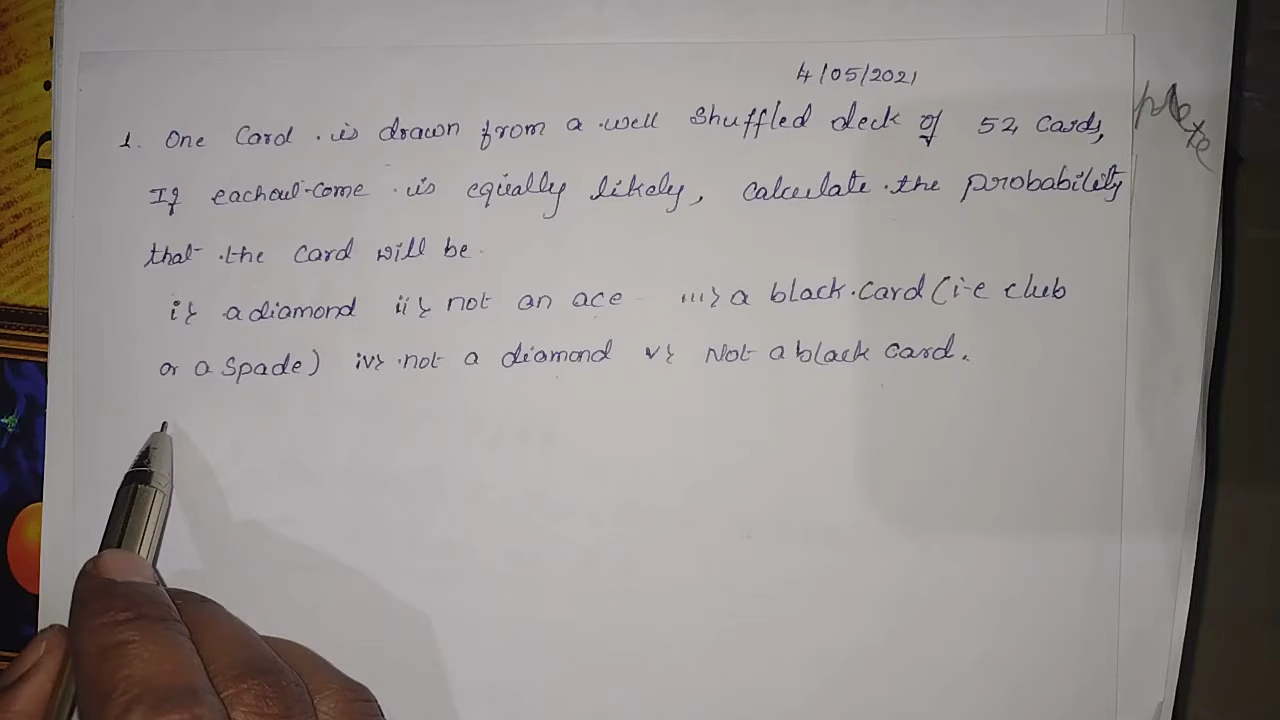 4/05/2021
1. One Card is drawn from a well shuffled deck of 52 cards,
If each out-come is equally likely, calculate the probability
that the card will be.
i} a diamond ii} not an ace iii} a black card (i-e club
or a spade) iv} not a diamond v} Not a black card.